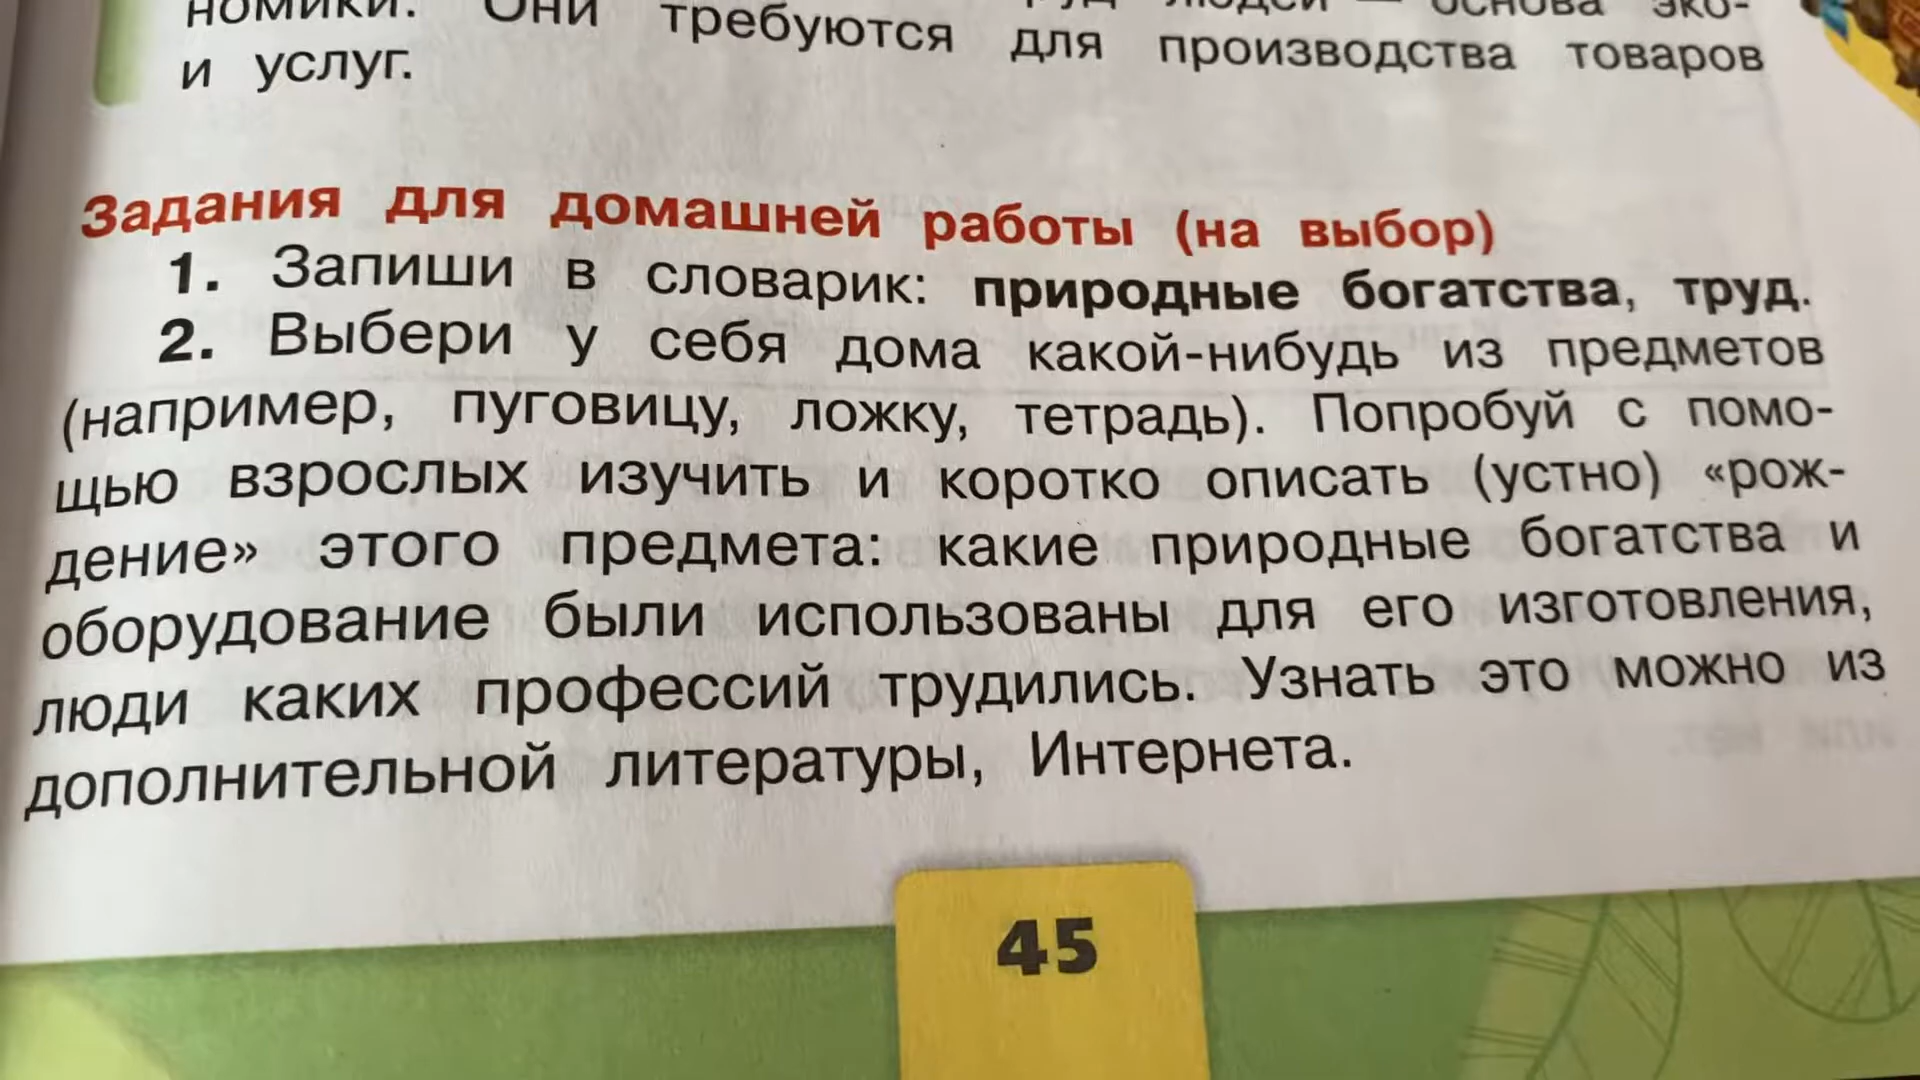 номики. Они требуются для производства товаров
и услуг.
Задания для домашней работы (на выбор)
1. Запиши в словарик: природные богатства, труд.
2. Выбери у себя дома какой-нибудь из предметов
(например, пуговицу, ложку, тетрадь). Попробуй с помо-
щью взрослых изучить и коротко описать (устно) «рож-
дение» этого предмета: какие природные богатства и
оборудование были использованы для его изготовления,
люди каких профессий трудились. Узнать это можно из
дополнительной литературы, Интернета.
45